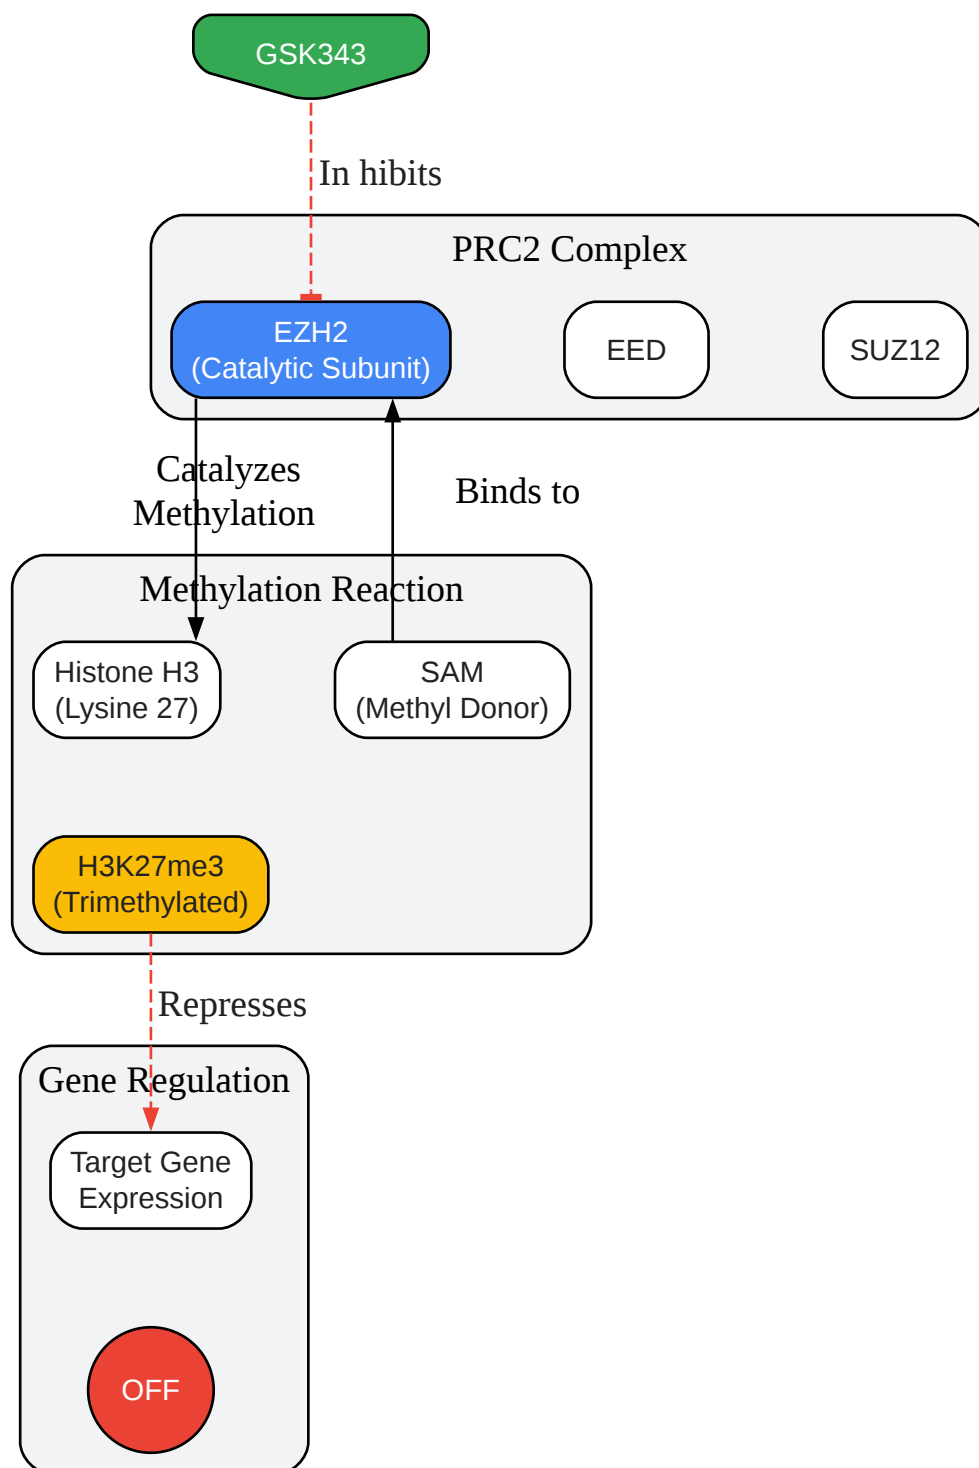 GSK343
In hibits
PRC2 Complex
EZH2
(Catalytic Subunit)
EED
SUZ12
Catalyzes
Methylation
Binds to
Methylation Reaction
Histone H3
(Lysine 27)
SAM
(Methyl Donor)
H3K27me3
(Trimethylated)
Represses
Gene Regulation
Target Gene
Expression
OFF